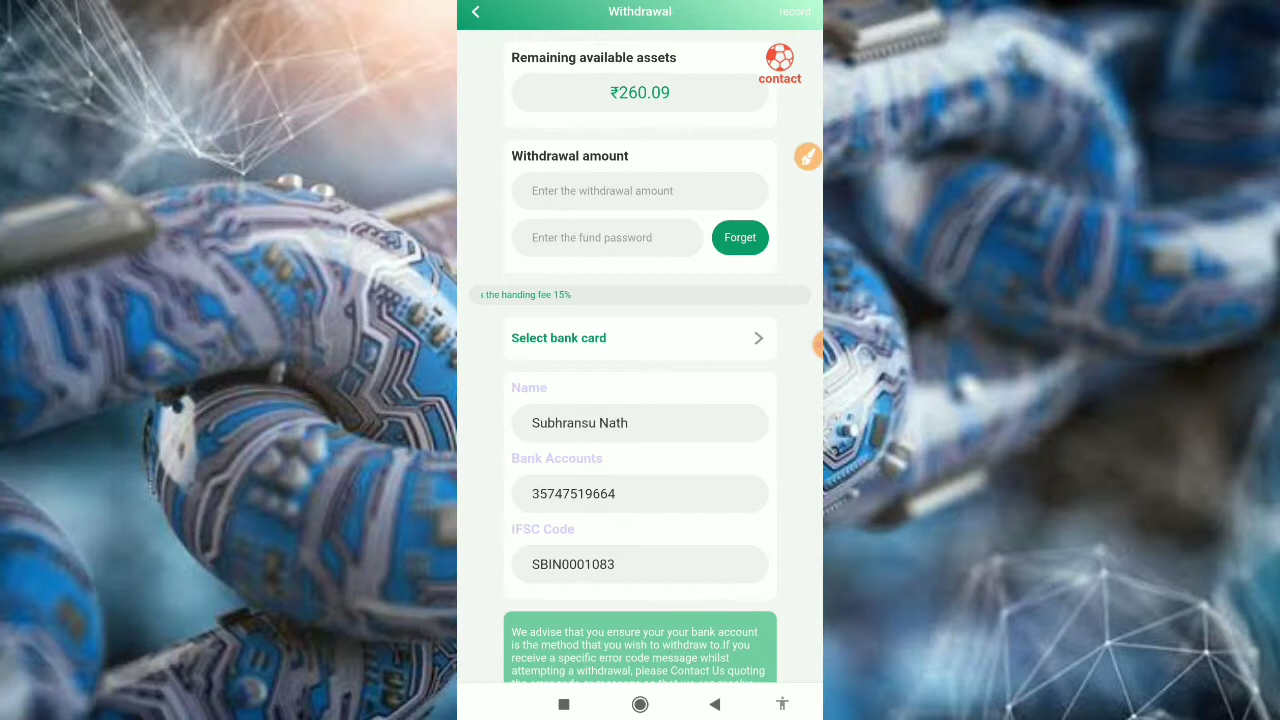 Withdrawal
record
Remaining available assets
contact
₹260.09
Withdrawal amount
Enter the withdrawal amount
Enter the fund password
Forget
the handing fee 15%
Select bank card
Name
Subhransu Nath
Bank Accounts
35747519664
IFSC Code
SBIN0001083
We advise that you ensure your your bank account
is the method that you wish to withdraw to.If you
receive a specific error code message whilst
attempting a withdrawal, please Contact Us quoting